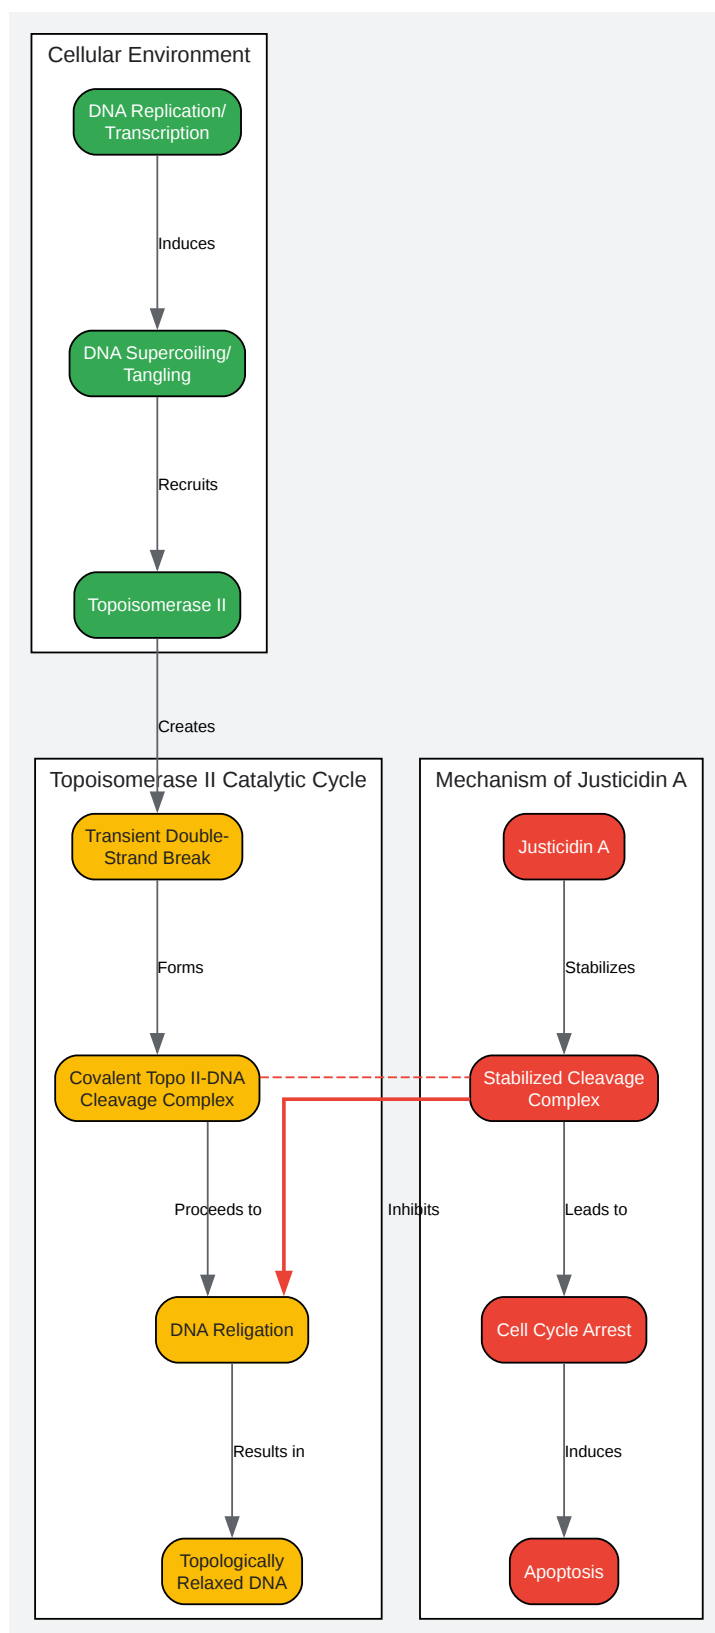 Cellular Environment
DNA Replication/
Transcription
Induces
DNA Supercoiling/
Tangling
Recruits
Topoisomerase II
Creates
Topoisomerase II Catalytic Cycle
Transient Double-
Strand Break
Forms
Covalent Topo II-DNA
Cleavage Complex
Proceeds to
Inhibits
DNA Religation
Results in
Topologically
Relaxed DNA
Mechanism of Justicidin A
Justicidin A
Stabilizes
Stabilized Cleavage
Complex
Leads to
Cell Cycle Arrest
Induces
Apoptosis